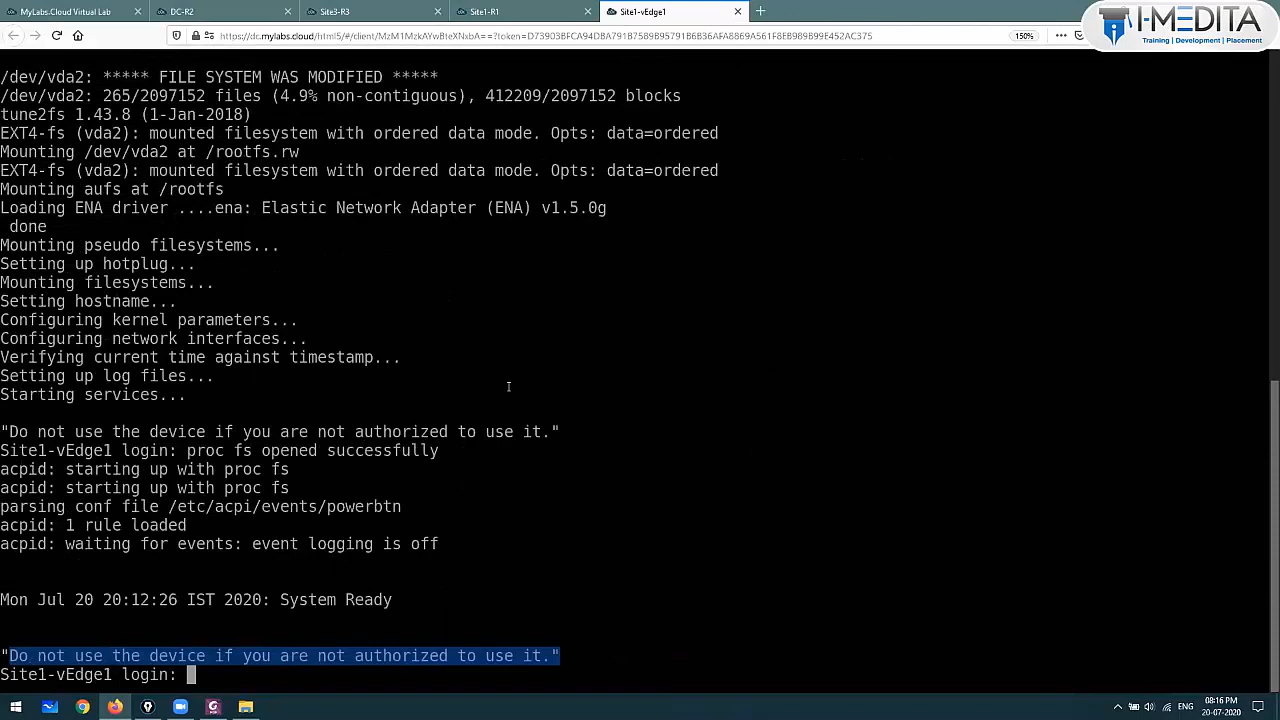 MyLabs.Cloud Virtual Lab
DC-R2
Site3-R3
Site1-R1
Site1-vEdge1
150%
I-MEDITA
Training | Development | Placement
/dev/vda2: ***** FILE SYSTEM WAS MODIFIED *****
/dev/vda2: 265/2097152 files (4.9% non-contiguous), 412209/2097152 blocks
tune2fs 1.43.8 (1-Jan-2018)
EXT4-fs (vda2): mounted filesystem with ordered data mode. Opts: data=ordered
Mounting /dev/vda2 at /rootfs.rw
EXT4-fs (vda2): mounted filesystem with ordered data mode. Opts: data=ordered
Mounting aufs at /rootfs
Loading ENA driver ....ena: Elastic Network Adapter (ENA) v1.5.0g
done
Mounting pseudo filesystems...
Setting up hotplug...
Mounting filesystems...
Setting hostname...
Configuring kernel parameters...
Configuring network interfaces...
Verifying current time against timestamp...
Setting up log files...
Starting services...
"Do not use the device if you are not authorized to use it."
Site1-vEdge1 login: proc fs opened successfully
acpid: starting up with proc fs
acpid: starting up with proc fs
parsing conf file /etc/acpi/events/powerbtn
acpid: 1 rule loaded
acpid: waiting for events: event logging is off
Mon Jul 20 20:12:26 IST 2020: System Ready
"Do not use the device if you are not authorized to use it."
Site1-vEdge1 login:
ENG
08:16 PM
20-07-2020